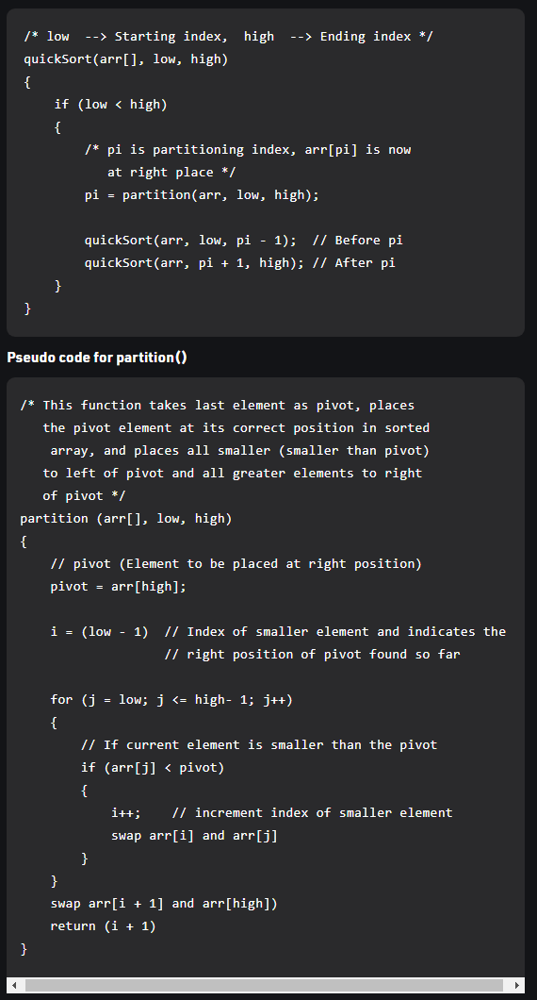 /* low  --> Starting index,  high  --> Ending index */
quickSort(arr[], low, high)
{
    if (low < high)
    {
        /* pi is partitioning index, arr[pi] is now
           at right place */
        pi = partition(arr, low, high);

        quickSort(arr, low, pi - 1);  // Before pi
        quickSort(arr, pi + 1, high); // After pi
    }
}
Pseudo code for partition()
/* This function takes last element as pivot, places
   the pivot element at its correct position in sorted
    array, and places all smaller (smaller than pivot)
   to left of pivot and all greater elements to right
   of pivot */
partition (arr[], low, high)
{
    // pivot (Element to be placed at right position)
    pivot = arr[high];

    i = (low - 1)  // Index of smaller element and indicates the
                   // right position of pivot found so far

    for (j = low; j <= high- 1; j++)
    {
        // If current element is smaller than the pivot
        if (arr[j] < pivot)
        {
            i++;    // increment index of smaller element
            swap arr[i] and arr[j]
        }
    }
    swap arr[i + 1] and arr[high])
    return (i + 1)
}